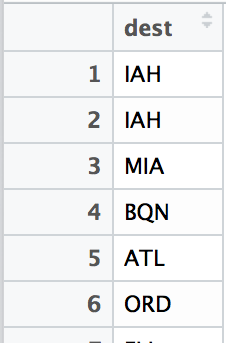 dest
1 IAH
2 IAH
3 MIA
4 BQN
5 ATL
6 ORD